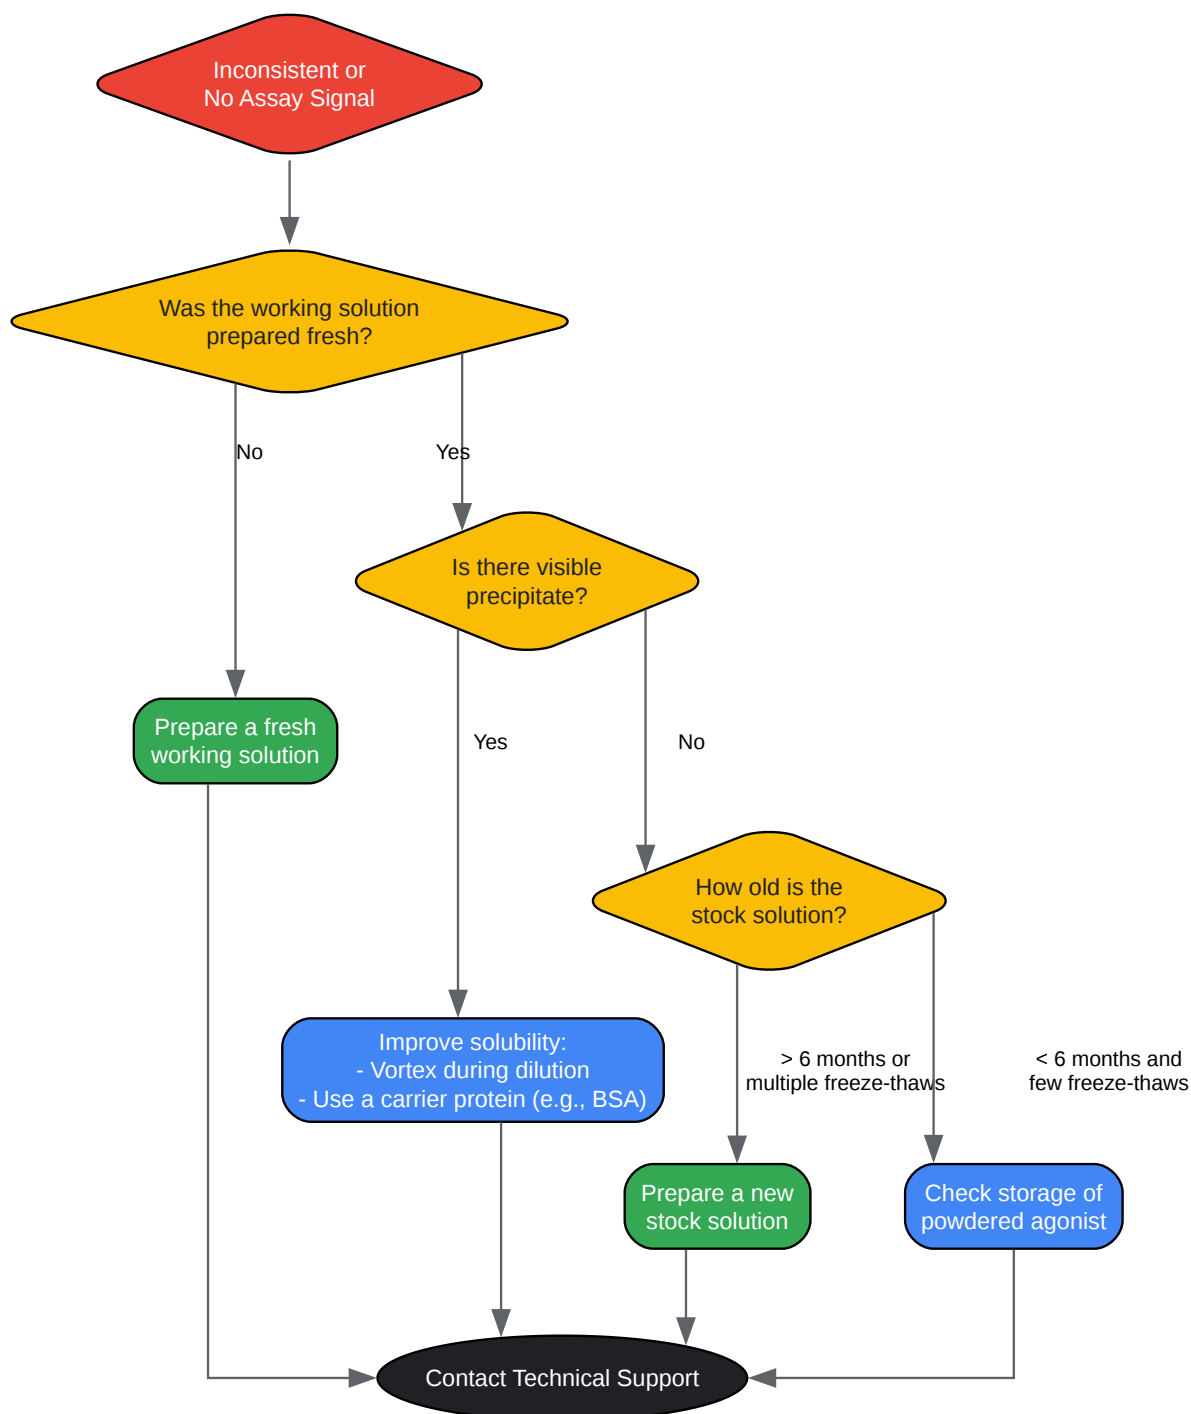 Inconsistent or
No Assay Signal
Was the working solution
prepared fresh?
No
Yes
Is there visible
precipitate?
Prepare a fresh
working solution
Yes
No
How old is the
stock solution?
Improve solubility:
- Vortex during dilution
- Use a carrier protein (e.g., BSA)
> 6 months or
multiple freeze-thaws
< 6 months and
few freeze-thaws
Prepare a new
stock solution
Check storage of
powdered agonist
Contact Technical Support